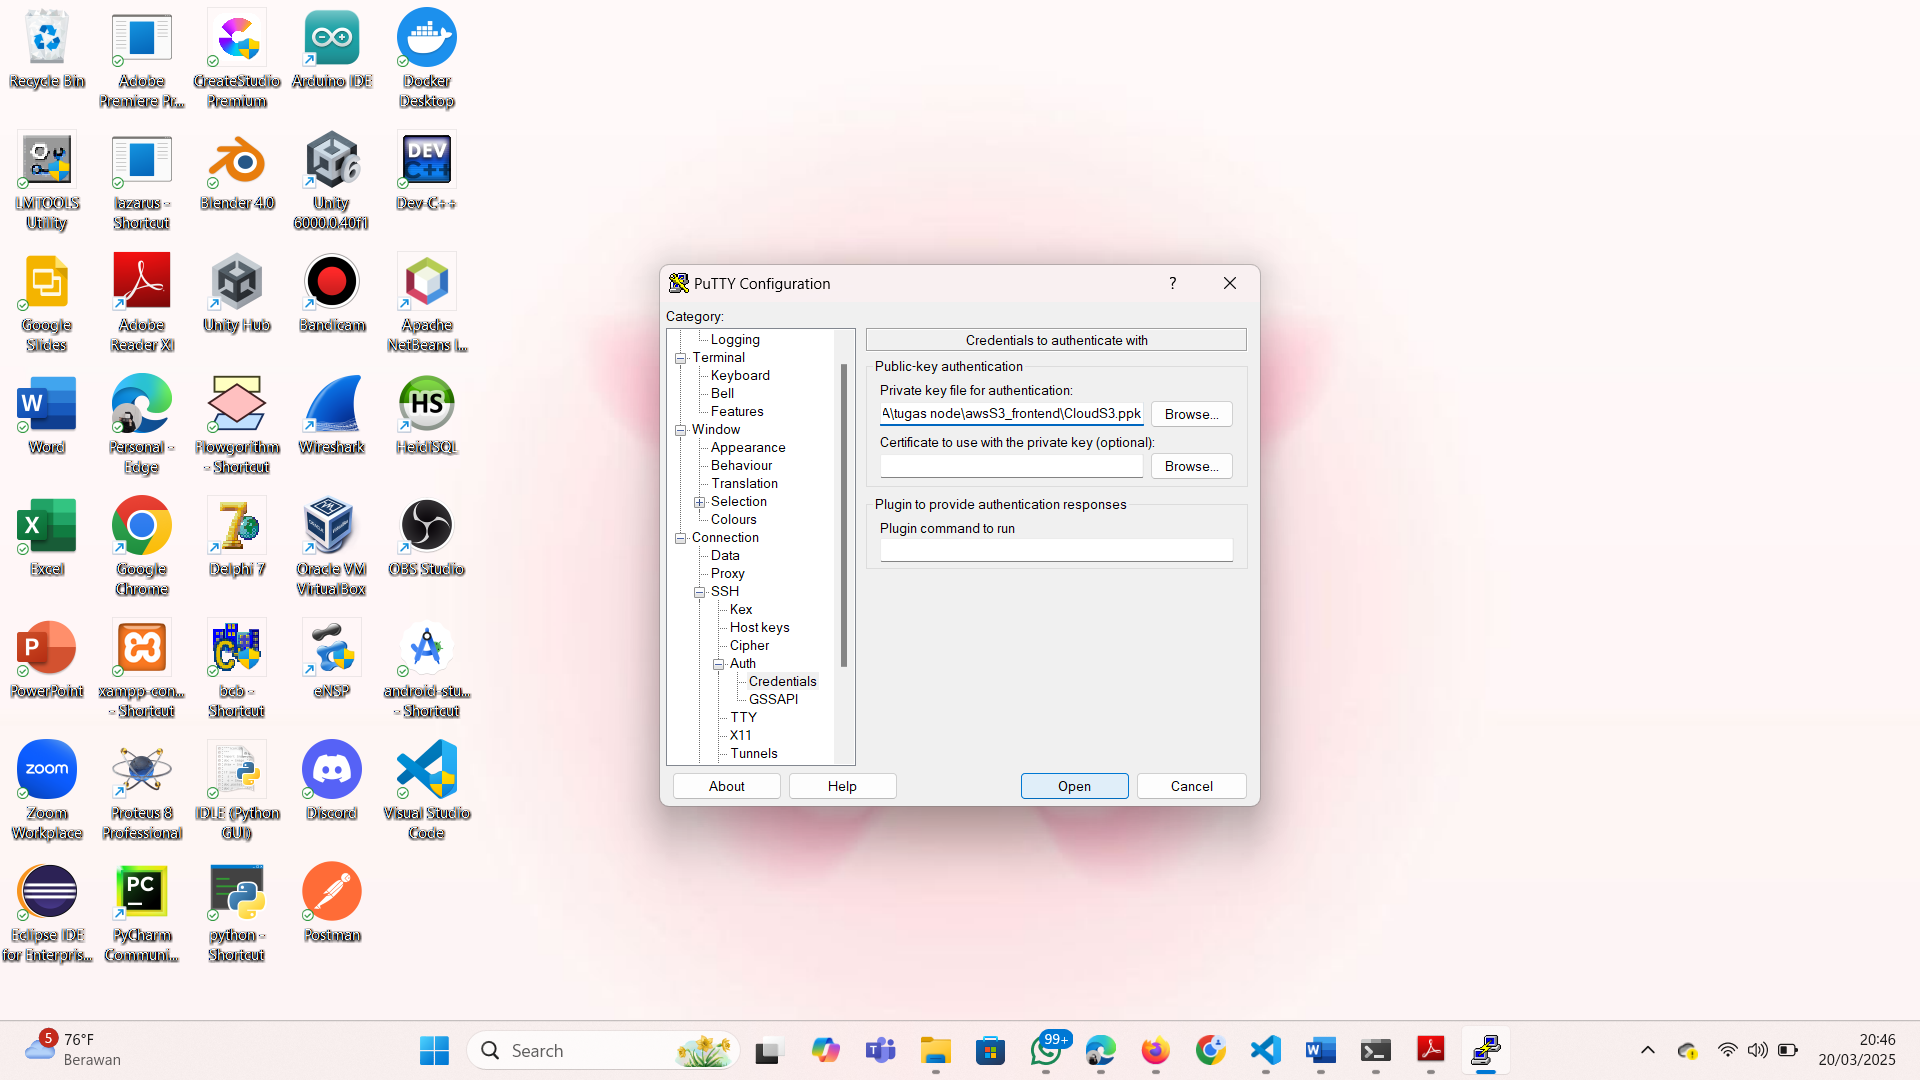 Recycle Bin
Adobe
Premiere Pr...
CreateStudio
Premium
Arduino IDE
Docker
Desktop
LMTOOLS
Utility
lazarus -
Shortcut
Blender 4.0
Unity
6000.0.40f1
DEV
C++
Dev-C++
Google
Slides
Adobe
Reader XI
Unity Hub
Bandicam
Apache
NetBeans I...
W
Word
Personal -
Edge
Flowgorithm
- Shortcut
Wireshark
HS
HeidiSQL
X
Excel
Google
Chrome
7
Delphi 7
Oracle VM
VirtualBox
OBS Studio
P
PowerPoint
xampp-con...
- Shortcut
bcb -
Shortcut
eNSP
android-stu...
- Shortcut
zoom
Zoom
Workplace
Proteus 8
Professional
IDLE (Python
GUI)
Discord
Visual Studio
Code
Eclipse IDE
for Enterpris...
PC
PyCharm
Communi...
python -
Shortcut
Postman
PuTTY Configuration
?
Category:
Logging
Terminal
Keyboard
Bell
Features
Window
Appearance
Behaviour
Translation
Selection
Colours
Connection
Data
Proxy
SSH
Kex
Host keys
Cipher
Auth
Credentials
GSSAPI
TTY
X11
Tunnels
Credentials to authenticate with
Public-key authentication
Private key file for authentication:
A\tugas node\awsS3_frontend\CloudS3.ppk
Browse...
Certificate to use with the private key (optional):
Browse...
Plugin to provide authentication responses
Plugin command to run
About
Help
Open
Cancel
5
76°F
Berawan
Search
99+
20:46
20/03/2025